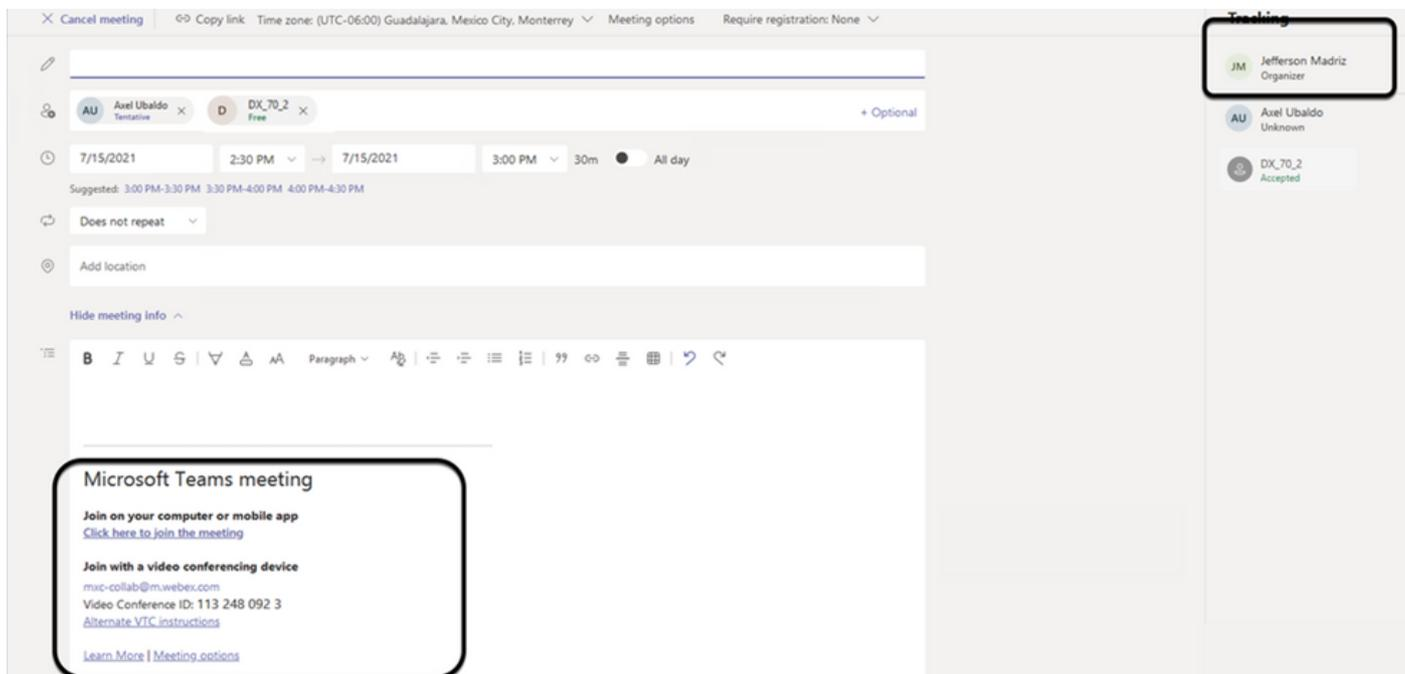 Cancel meeting Copy link Time zone: (UTC-06:00) Guadalajara, Mexico City, Monterrey Meeting options Require registration: None
AU Axel Ubaldo Tentative D DX_70_2 Free + Optional
7/15/2021 2:30 PM → 7/15/2021 3:00 PM 30m All day
Suggested: 3:00 PM-3:30 PM 3:30 PM-4:00 PM 4:00 PM-4:30 PM
Does not repeat
Add location
Hide meeting info
B I U S AA Paragraph
Microsoft Teams meeting
Join on your computer or mobile app
Click here to join the meeting
Join with a video conferencing device
mxc-collab@m.webex.com
Video Conference ID: 113 248 092 3
Alternate VTC instructions
Learn More | Meeting options
Tracking
JM Jefferson Madriz
Organizer
AU Axel Ubaldo
Unknown
DX_70_2
Accepted